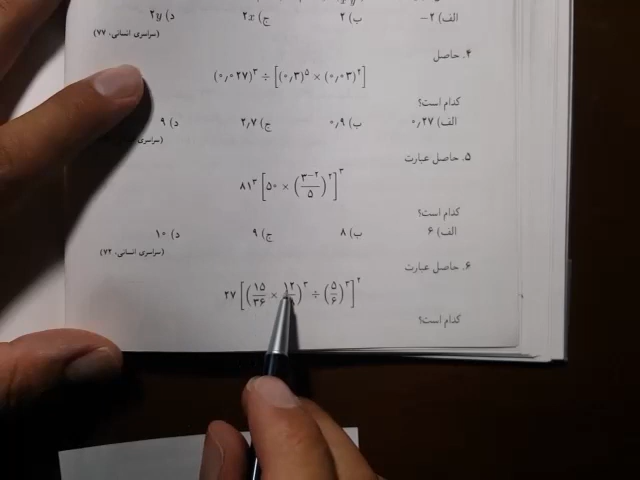 الف) ۲− ب) ۲ ج) ۲x د) ۲y
(سراسری انسانی، ۷۷)
۴. حاصل
(۰٫۰۲۷)^۳ ÷ [(۰٫۳)^۵ × (۰٫۰۳)^۲]
کدام است؟
الف) ۰٫۲۷ ب) ۰٫۹ ج) ۲٫۷ د) ۹
۵. حاصل عبارت
۸۱^۳ [۵۰ × (۳^−۲/۵)^۲]^۳
کدام است؟
الف) ۶ ب) ۸ ج) ۹ د) ۱۰
(سراسری انسانی، ۷۲)
۶. حاصل عبارت
۲۷ [(۱۵/۳۶ × ۱۲)^۳ ÷ (۵/۶)^۳]^۲
کدام است؟